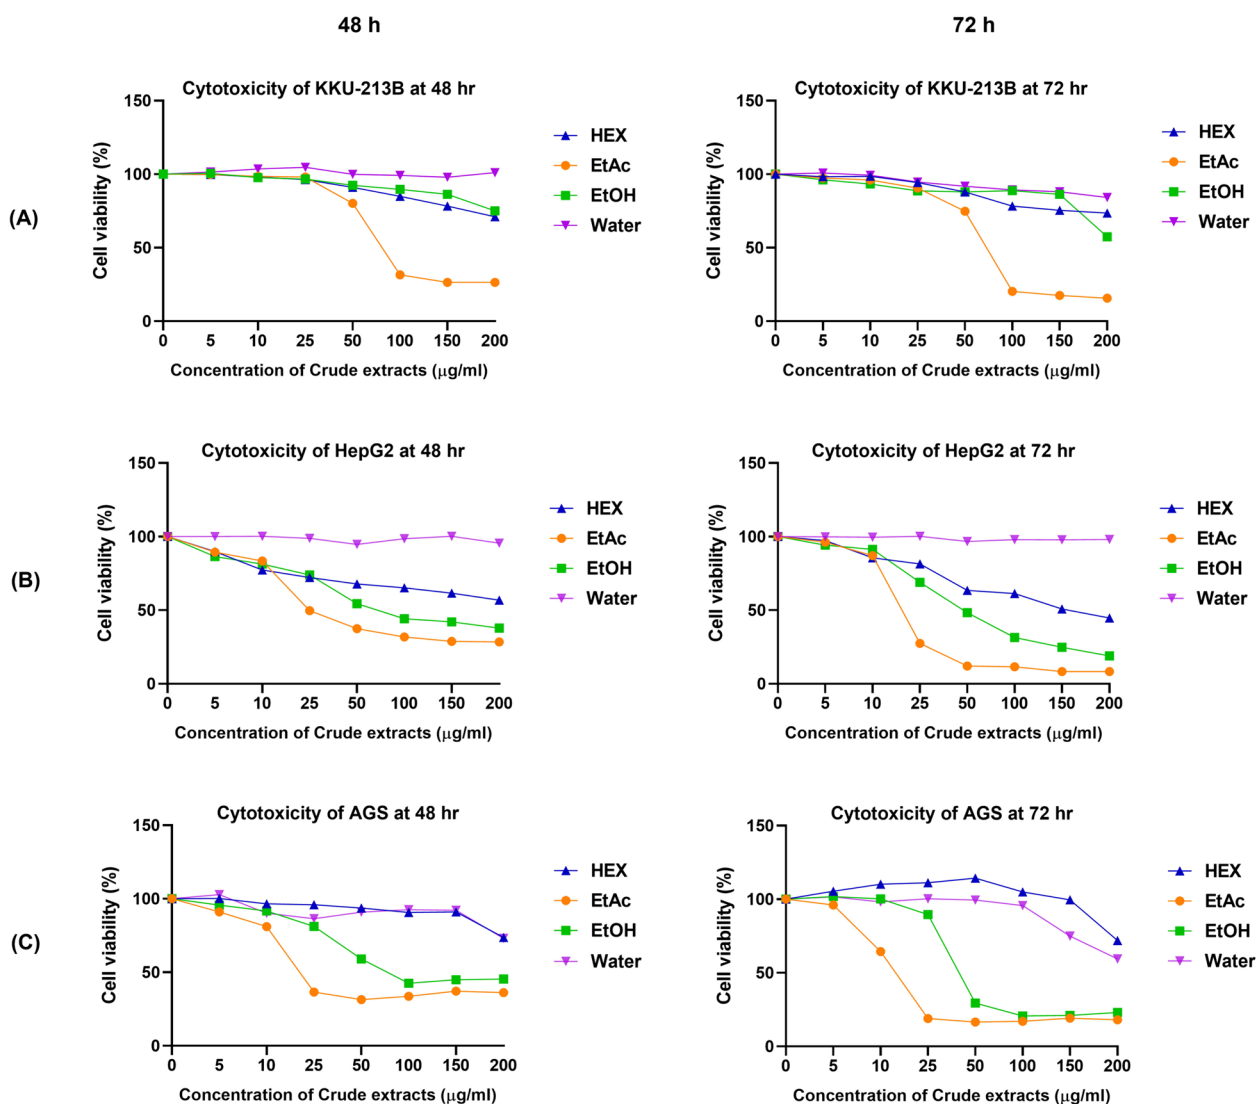 48 h
72 h
(A)
Cytotoxicity of KKU-213B at 48 hr
Cell viability (%)
150
100
50
0
0 5 10 25 50 100 150 200
Concentration of Crude extracts (μg/ml)
HEX
EtAc
EtOH
Water
Cytotoxicity of KKU-213B at 72 hr
Cell viability (%)
150
100
50
0
0 5 10 25 50 100 150 200
Concentration of Crude extracts (μg/ml)
HEX
EtAc
EtOH
Water
(B)
Cytotoxicity of HepG2 at 48 hr
Cell viability (%)
150
100
50
0
0 5 10 25 50 100 150 200
Concentration of Crude extracts (μg/ml)
HEX
EtAc
EtOH
Water
Cytotoxicity of HepG2 at 72 hr
Cell viability (%)
150
100
50
0
0 5 10 25 50 100 150 200
Concentration of Crude extracts (μg/ml)
HEX
EtAc
EtOH
Water
(C)
Cytotoxicity of AGS at 48 hr
Cell viability (%)
150
100
50
0
0 5 10 25 50 100 150 200
Concentration of Crude extracts (μg/ml)
HEX
EtAc
EtOH
Water
Cytotoxicity of AGS at 72 hr
Cell viability (%)
150
100
50
0
0 5 10 25 50 100 150 200
Concentration of Crude extracts (μg/ml)
HEX
EtAc
EtOH
Water